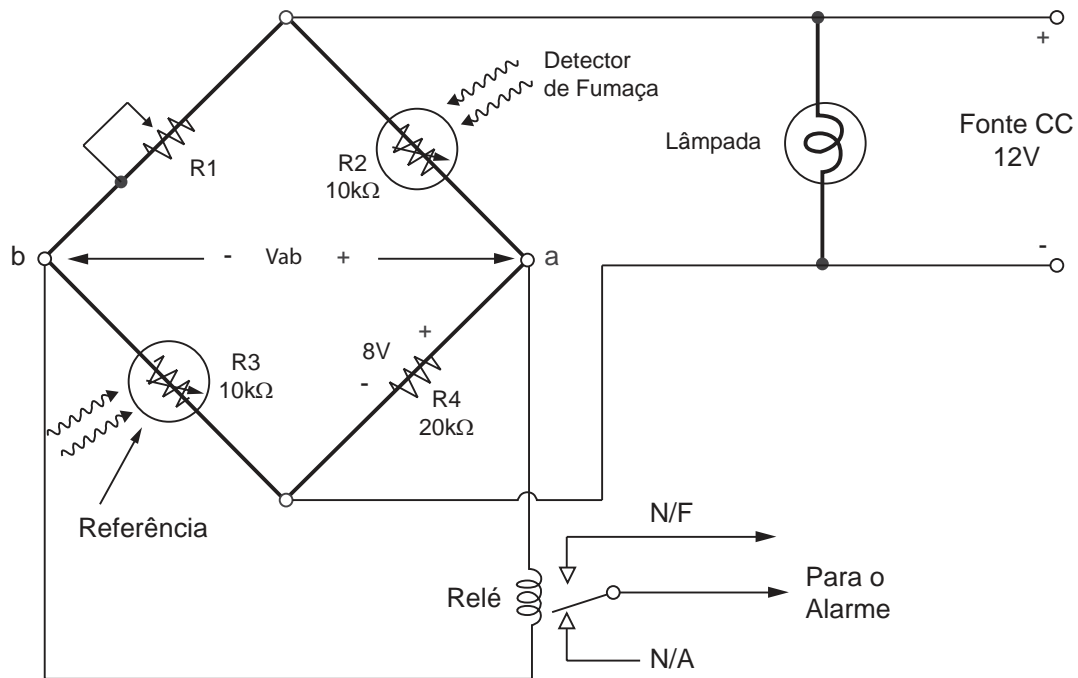 Detector
de Fumaça
+
Fonte CC
12V
Lâmpada
R1
R2
10kΩ
b
- Vab +
a
-
+
8V
-
R3
10kΩ
R4
20kΩ
Referência
N/F
Relé
Para o
Alarme
N/A